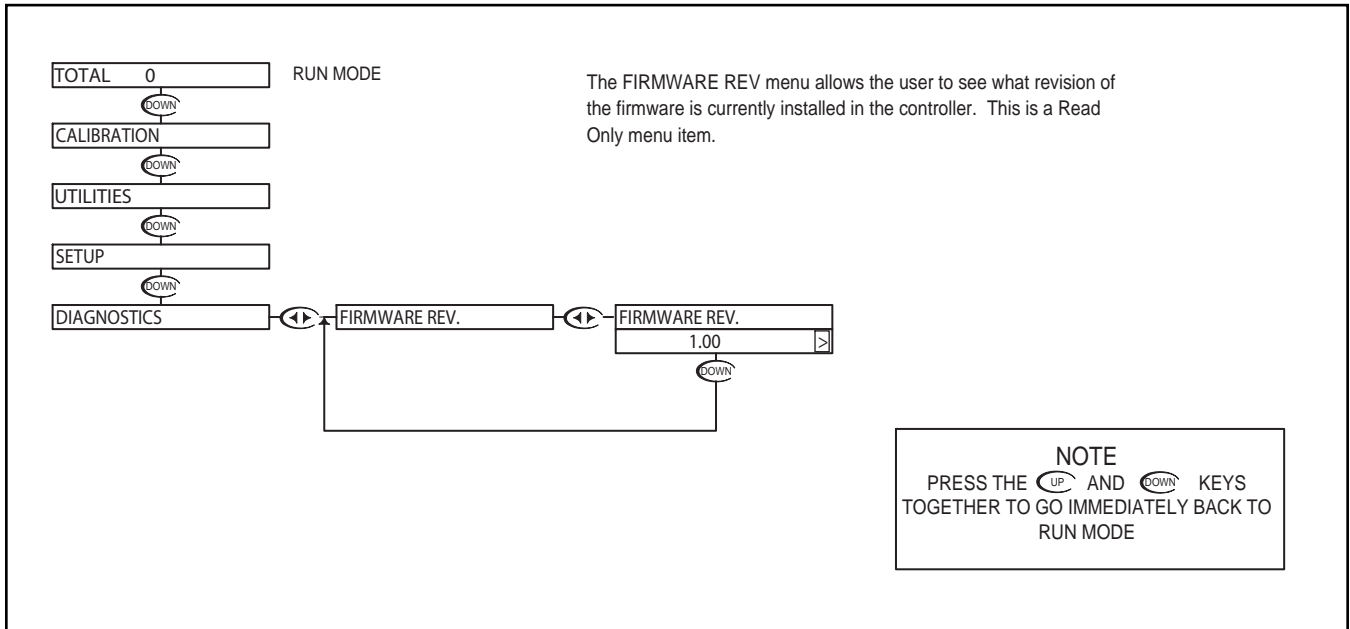 TOTAL 0
RUN MODE
The FIRMWARE REV menu allows the user to see what revision of
the firmware is currently installed in the controller. This is a Read
Only menu item.
DOWN
CALIBRATION
DOWN
UTILITIES
DOWN
SETUP
DOWN
DIAGNOSTICS
FIRMWARE REV.
FIRMWARE REV.
1.00 >
DOWN
NOTE
PRESS THE UP AND DOWN KEYS
TOGETHER TO GO IMMEDIATELY BACK TO
RUN MODE